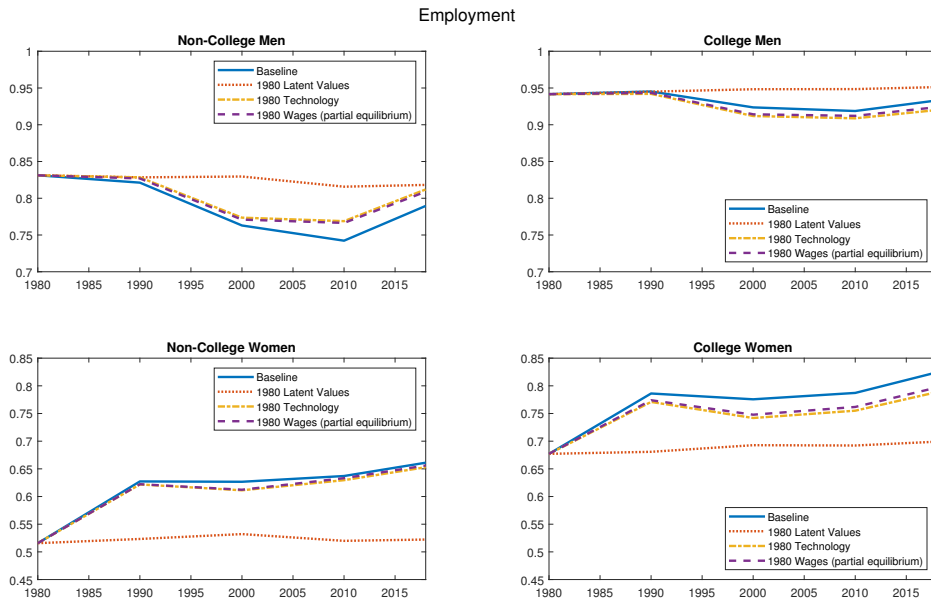 Employment
Non-College Men
1
0.95
0.9
0.85
0.8
0.75
0.7
1980 1985 1990 1995 2000 2005 2010 2015
Baseline
1980 Latent Values
1980 Technology
1980 Wages (partial equilibrium)
College Men
1
0.95
0.9
0.85
0.8
0.75
0.7
1980 1985 1990 1995 2000 2005 2010 2015
Baseline
1980 Latent Values
1980 Technology
1980 Wages (partial equilibrium)
Non-College Women
0.85
0.8
0.75
0.7
0.65
0.6
0.55
0.5
0.45
1980 1985 1990 1995 2000 2005 2010 2015
Baseline
1980 Latent Values
1980 Technology
1980 Wages (partial equilibrium)
College Women
0.85
0.8
0.75
0.7
0.65
0.6
0.55
0.5
0.45
1980 1985 1990 1995 2000 2005 2010 2015
Baseline
1980 Latent Values
1980 Technology
1980 Wages (partial equilibrium)